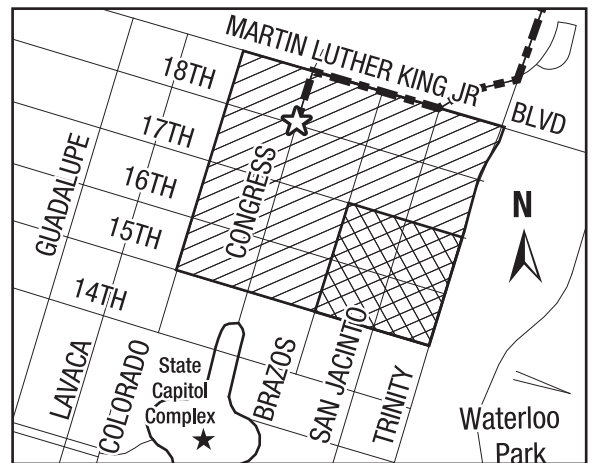 MARTIN LUTHER KING JR
BLVD
18TH
17TH
16TH
15TH
14TH
GUADALUPE
CONGRESS
N
LAVACA
COLORADO
State
Capitol
Complex
BRAZOS
SAN JACINTO
TRINITY
Waterloo
Park